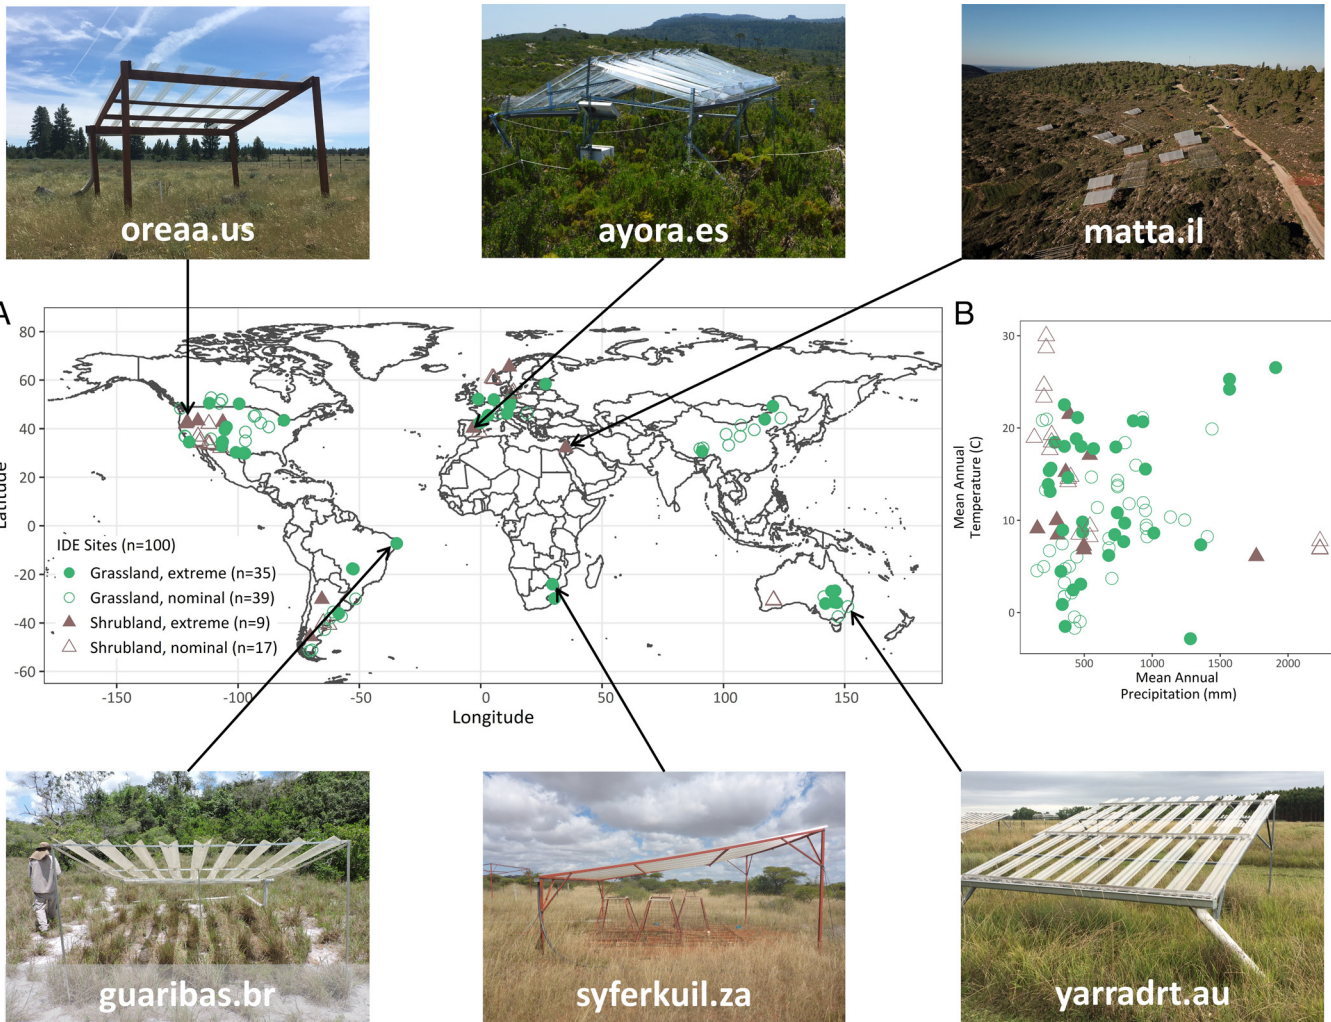 oreaa.us
ayora.es
matta.il
A
80
60
40
20
0
-20
-40
-60
Latitude
IDE Sites (n=100)
Grassland, extreme (n=35)
Grassland, nominal (n=39)
Shrubland, extreme (n=9)
Shrubland, nominal (n=17)
-150
-100
-50
0
50
100
150
Longitude
B
30
20
10
0
Mean Annual
Temperature (C)
500
1000
1500
2000
Mean Annual
Precipitation (mm)
guaribas.br
syferkuil.za
yarradrt.au